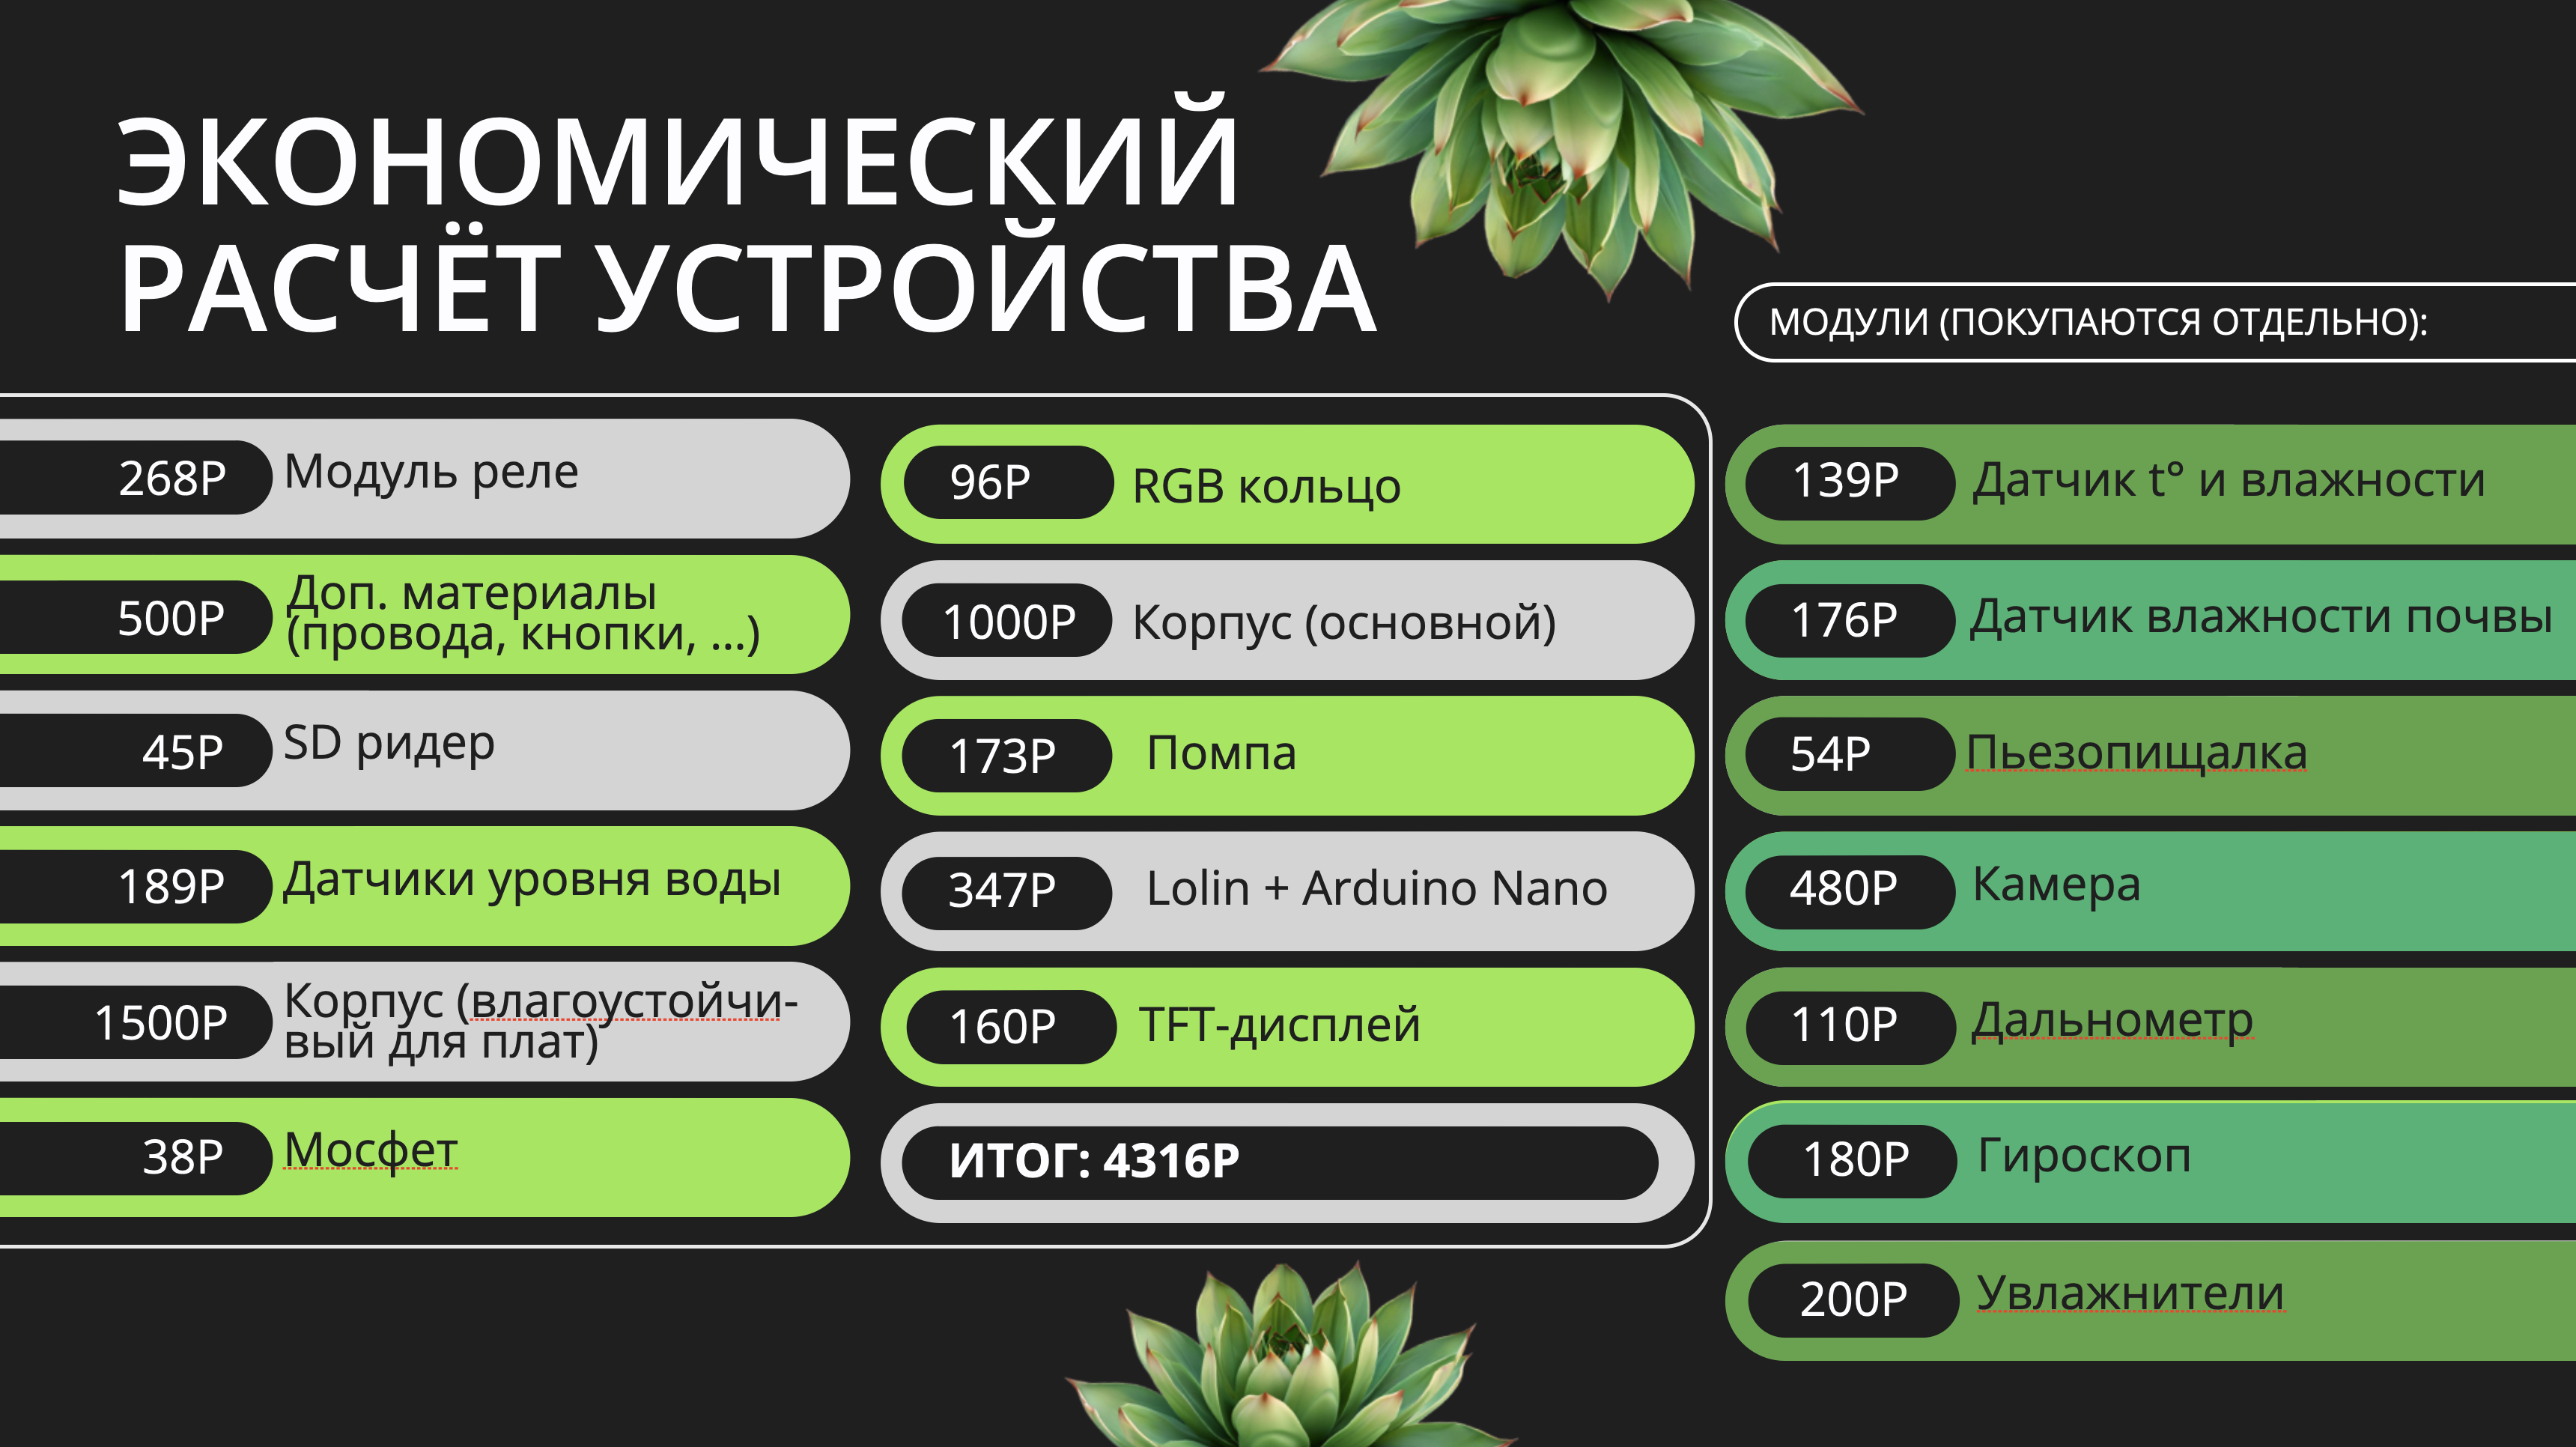 ЭКОНОМИЧЕСКИЙ
РАСЧЁТ УСТРОЙСТВА
268Р Модуль реле
500Р Доп. материалы
(провода, кнопки, ...)
45Р SD ридер
189Р Датчики уровня воды
1500Р Корпус (влагоустойчи-
вый для плат)
38Р Мосфет
96Р RGB кольцо
1000Р Корпус (основной)
173Р Помпа
347Р Lolin + Arduino Nano
160Р TFT-дисплей
ИТОГ: 4316Р
МОДУЛИ (ПОКУПАЮТСЯ ОТДЕЛЬНО):
139Р Датчик t° и влажности
176Р Датчик влажности почвы
54Р Пьезопищалка
480Р Камера
110Р Дальнометр
180Р Гироскоп
200Р Увлажнители